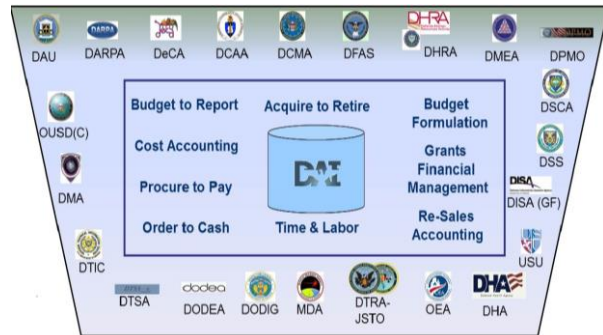 DAU
DARPA
DeCA
DCAA
DCMA
DFAS
DHRA
DHRA
DMEA
DPMO
DSCA
DSS
DISA
DISA (GF)
USU
OUSD(C)
DMA
DTIC
Budget to Report
Acquire to Retire
Budget
Formulation
Cost Accounting
DAI
Grants
Financial
Management
Procure to Pay
Order to Cash
Time & Labor
Re-Sales
Accounting
DTSA
dodea
DODEA
DODIG
MDA
DTRA-
JSTO
OEA
DHA
DHA